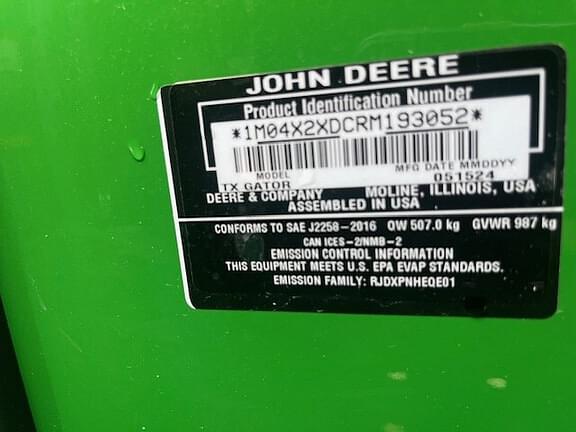 JOHN DEERE
Product Identification Number
*1M04X2XDCRM193052*
MODEL MFG DATE MMDDYY
TX GATOR 051524
DEERE & COMPANY MOLINE, ILLINOIS, USA
ASSEMBLED IN USA
CONFORMS TO SAE J2258-2016 OW 507.0 kg GVWR 987 kg
CAN ICES-2/NMB-2
EMISSION CONTROL INFORMATION
THIS EQUIPMENT MEETS U.S. EPA EVAP STANDARDS.
EMISSION FAMILY: RJDXPNHEQE01